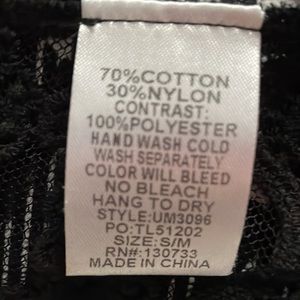 70%COTTON
30%NYLON
CONTRAST:
100%POLYESTER
HAND WASH COLD
WASH SEPARATELY
COLOR WILL BLEED
NO BLEACH
HANG TO DRY
STYLE:UM3096
PO:TL51202
SIZE:S/M
RN#:130733
MADE IN CHINA